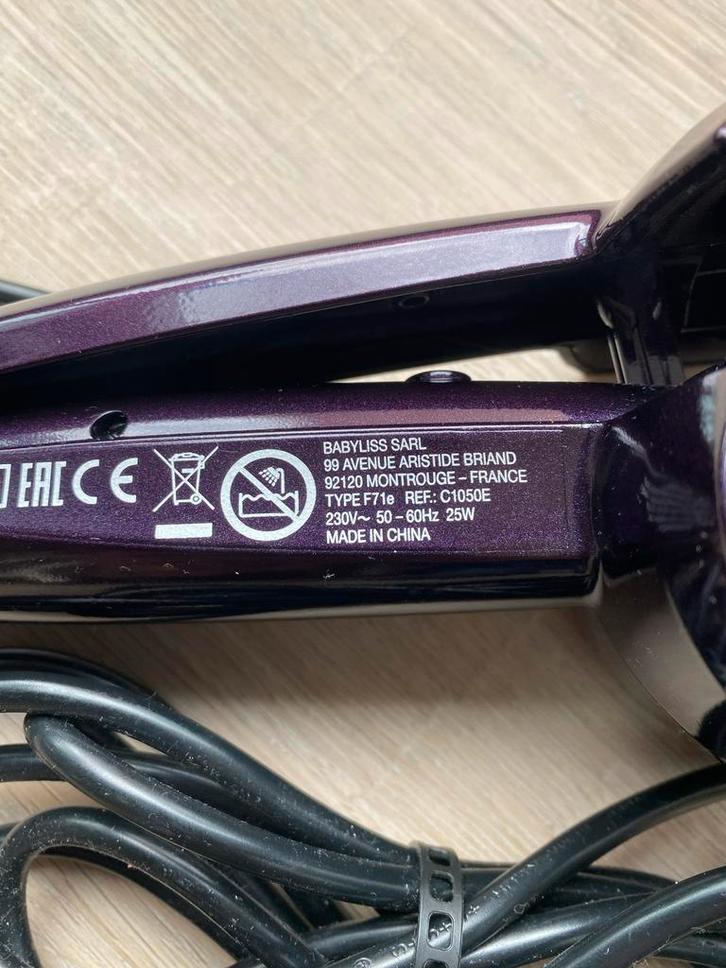 EAC CE
BABYLISS SARL
99 AVENUE ARISTIDE BRIAND
92120 MONTROUGE – FRANCE
TYPE F71e REF.: C1050E
230V~ 50 – 60Hz 25W
MADE IN CHINA